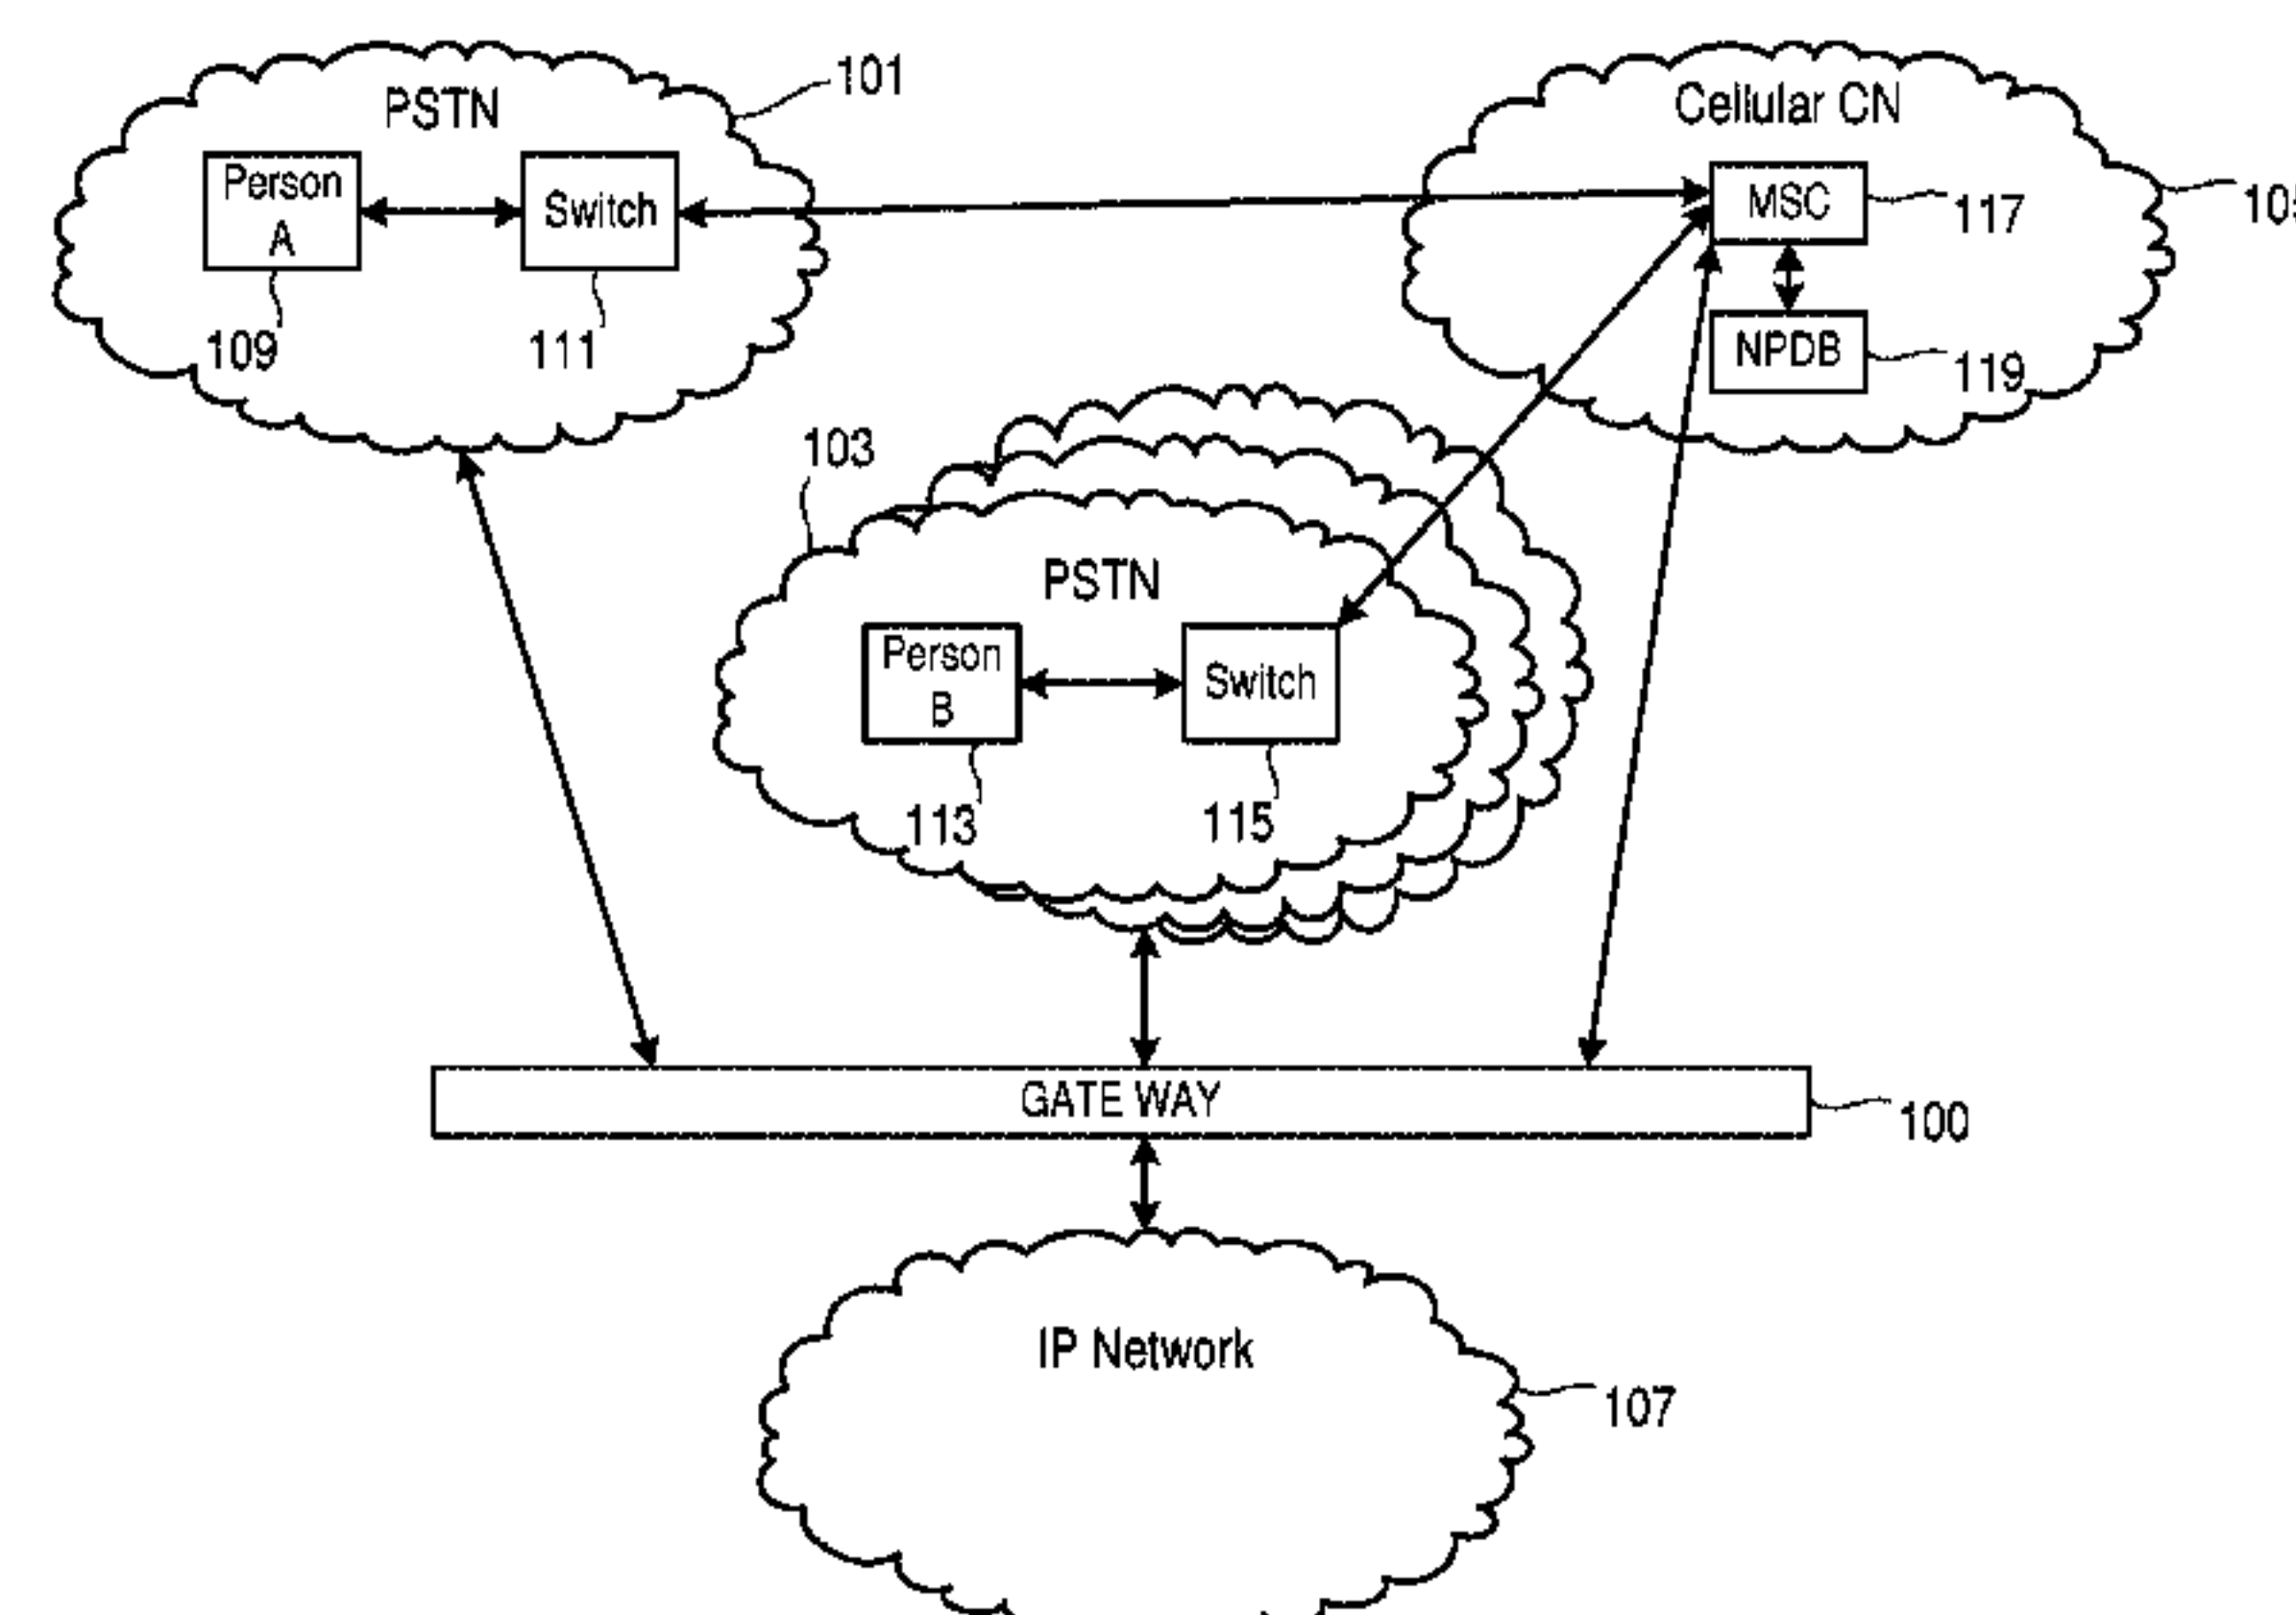 PSTN
101
Person
A
Switch
109
111
Cellular CN
MSC
117
NPDB
119
103
PSTN
Person
B
Switch
113
115
GATE WAY
100
IP Network
107